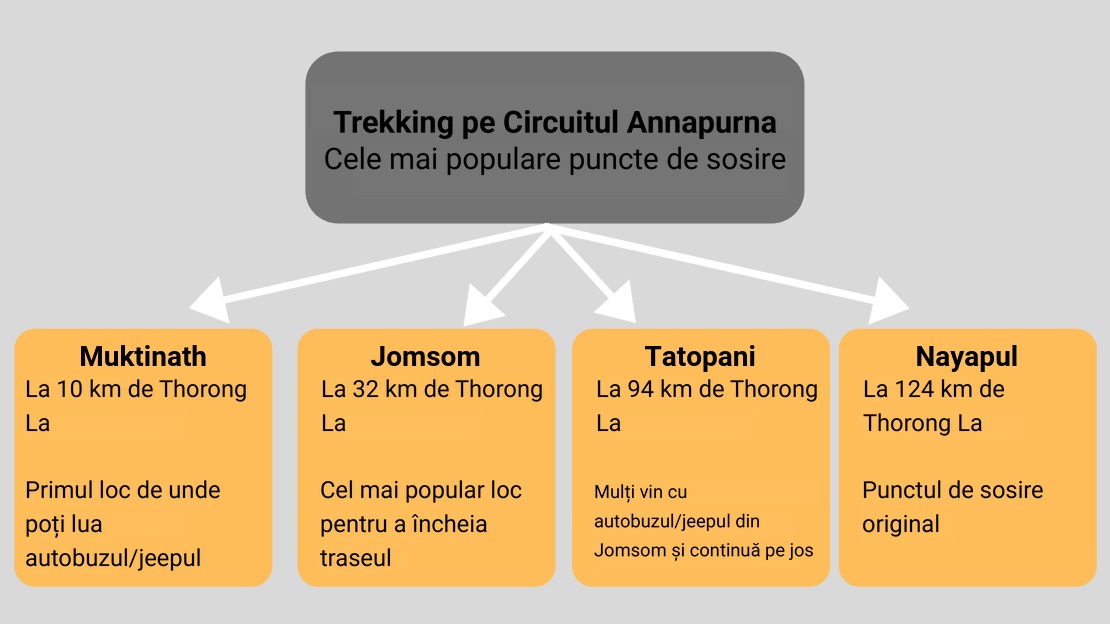 Trekking pe Circuitul Annapurna
Cele mai populare puncte de sosire
Muktinath
La 10 km de Thorong
La
Primul loc de unde
poți lua
autobuzul/jeepul
Jomsom
La 32 km de Thorong
La
Cel mai popular loc
pentru a încheia
traseul
Tatopani
La 94 km de Thorong
La
Mulți vin cu
autobuzul/jeepul din
Jomsom și continuă pe jos
Nayapul
La 124 km de
Thorong La
Punctul de sosire
original